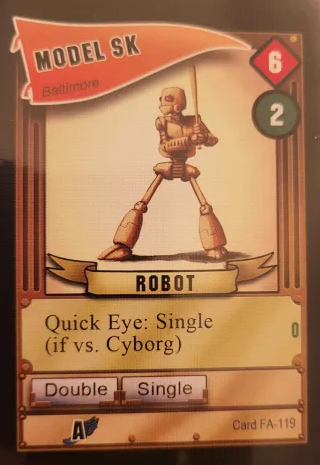 MODEL SK
Baltimore
6
2
ROBOT
Quick Eye: Single
(if vs. Cyborg)
0
Double Single
A
Card FA-119